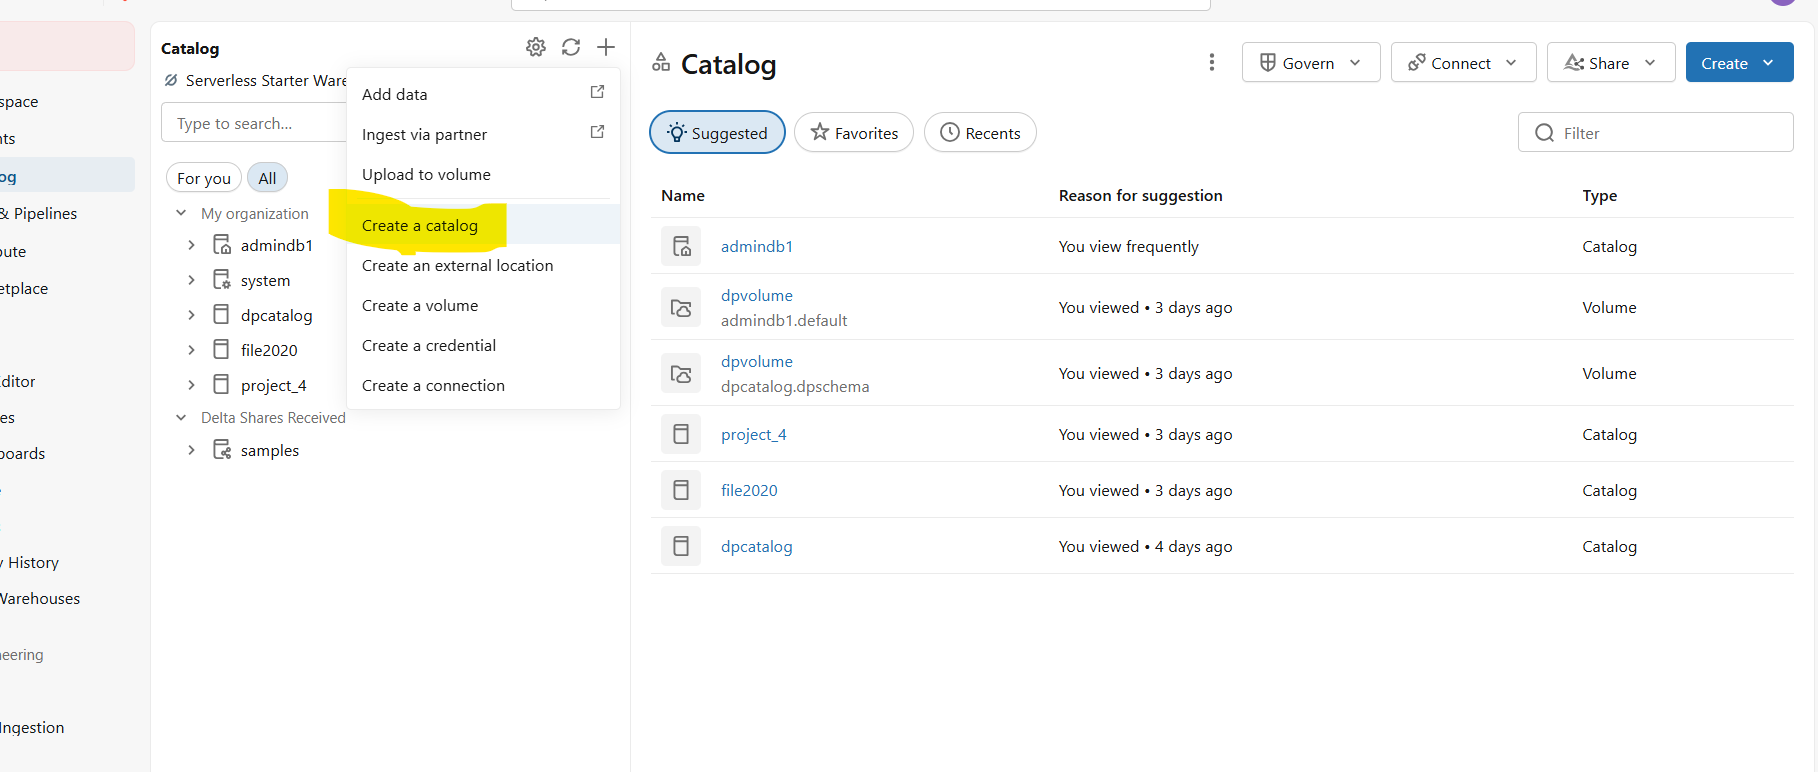 Catalog
Serverless Starter Ware
Type to search...
For you
All
My organization
admindb1
system
dpcatalog
file2020
project_4
Delta Shares Received
samples
Add data
Ingest via partner
Upload to volume
Create a catalog
Create an external location
Create a volume
Create a credential
Create a connection
space
nts
og
& Pipelines
oute
etplace
Editor
es
boards
y History
Warehouses
neering
Ingestion
Catalog
Govern
Connect
Share
Create
Suggested
Favorites
Recents
Filter
Name Reason for suggestion Type
admindb1 You view frequently Catalog
dpvolume
admindb1.default You viewed • 3 days ago Volume
dpvolume
dpcatalog.dpschema You viewed • 3 days ago Volume
project_4 You viewed • 3 days ago Catalog
file2020 You viewed • 3 days ago Catalog
dpcatalog You viewed • 4 days ago Catalog